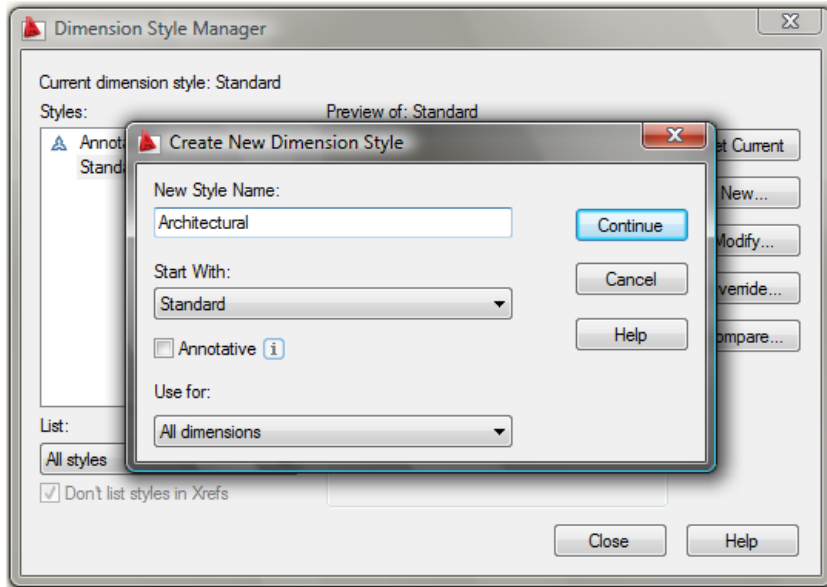 Dimension Style Manager
Current dimension style: Standard
Styles:
Preview of: Standard
Create New Dimension Style
New Style Name:
Architectural
Continue
Start With:
Cancel
Standard
Help
Annotative
Use for:
All dimensions
Current
New...
List:
All styles
Don't list styles in Xrefs
Close
Help